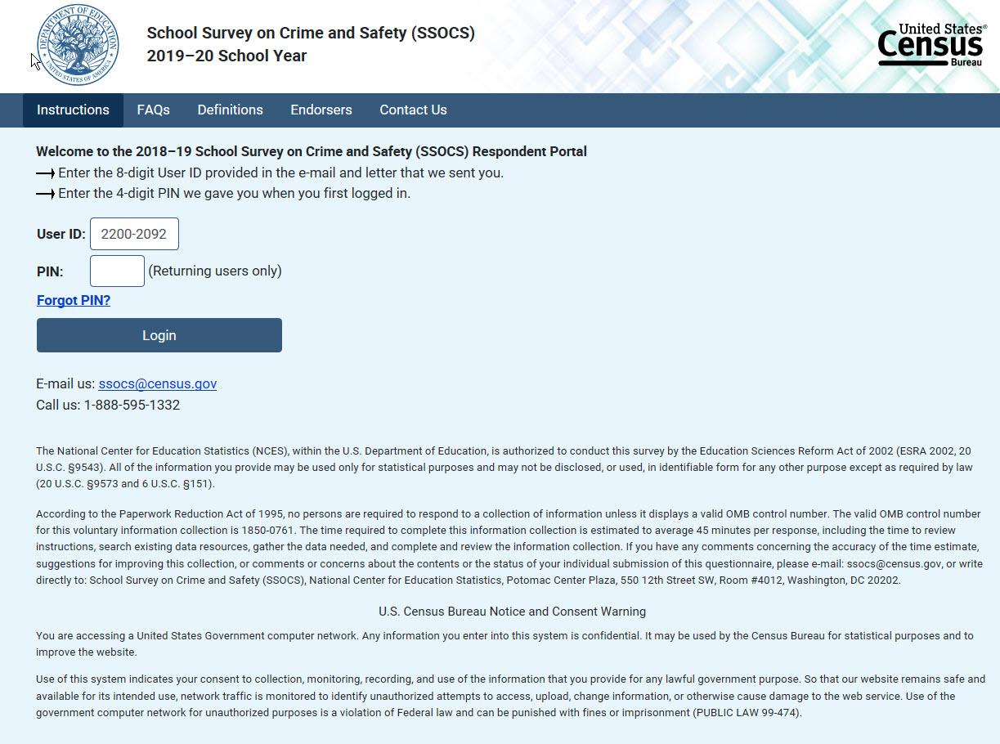 DEPARTMENT OF EDUCATION
UNITED STATES OF AMERICA
School Survey on Crime and Safety (SSOCS)
2019–20 School Year
United States®
Census
Bureau
Instructions FAQs Definitions Endorsers Contact Us
Welcome to the 2018–19 School Survey on Crime and Safety (SSOCS) Respondent Portal
Enter the 8-digit User ID provided in the e-mail and letter that we sent you.
Enter the 4-digit PIN we gave you when you first logged in.
User ID: 2200-2092
PIN: (Returning users only)
Forgot PIN?
Login
E-mail us: ssocs@census.gov
Call us: 1-888-595-1332
The National Center for Education Statistics (NCES), within the U.S. Department of Education, is authorized to conduct this survey by the Education Sciences Reform Act of 2002 (ESRA 2002, 20
U.S.C. §9543). All of the information you provide may be used only for statistical purposes and may not be disclosed, or used, in identifiable form for any other purpose except as required by law
(20 U.S.C. §9573 and 6 U.S.C. §151).
According to the Paperwork Reduction Act of 1995, no persons are required to respond to a collection of information unless it displays a valid OMB control number. The valid OMB control number
for this voluntary information collection is 1850-0761. The time required to complete this information collection is estimated to average 45 minutes per response, including the time to review
instructions, search existing data resources, gather the data needed, and complete and review the information collection. If you have any comments concerning the accuracy of the time estimate,
suggestions for improving this collection, or comments or concerns about the contents or the status of your individual submission of this questionnaire, please e-mail: ssocs@census.gov, or write
directly to: School Survey on Crime and Safety (SSOCS), National Center for Education Statistics, Potomac Center Plaza, 550 12th Street SW, Room #4012, Washington, DC 20202.
U.S. Census Bureau Notice and Consent Warning
You are accessing a United States Government computer network. Any information you enter into this system is confidential. It may be used by the Census Bureau for statistical purposes and to
improve the website.
Use of this system indicates your consent to collection, monitoring, recording, and use of the information that you provide for any lawful government purpose. So that our website remains safe and
available for its intended use, network traffic is monitored to identify unauthorized attempts to access, upload, change information, or otherwise cause damage to the web service. Use of the
government computer network for unauthorized purposes is a violation of Federal law and can be punished with fines or imprisonment (PUBLIC LAW 99-474).